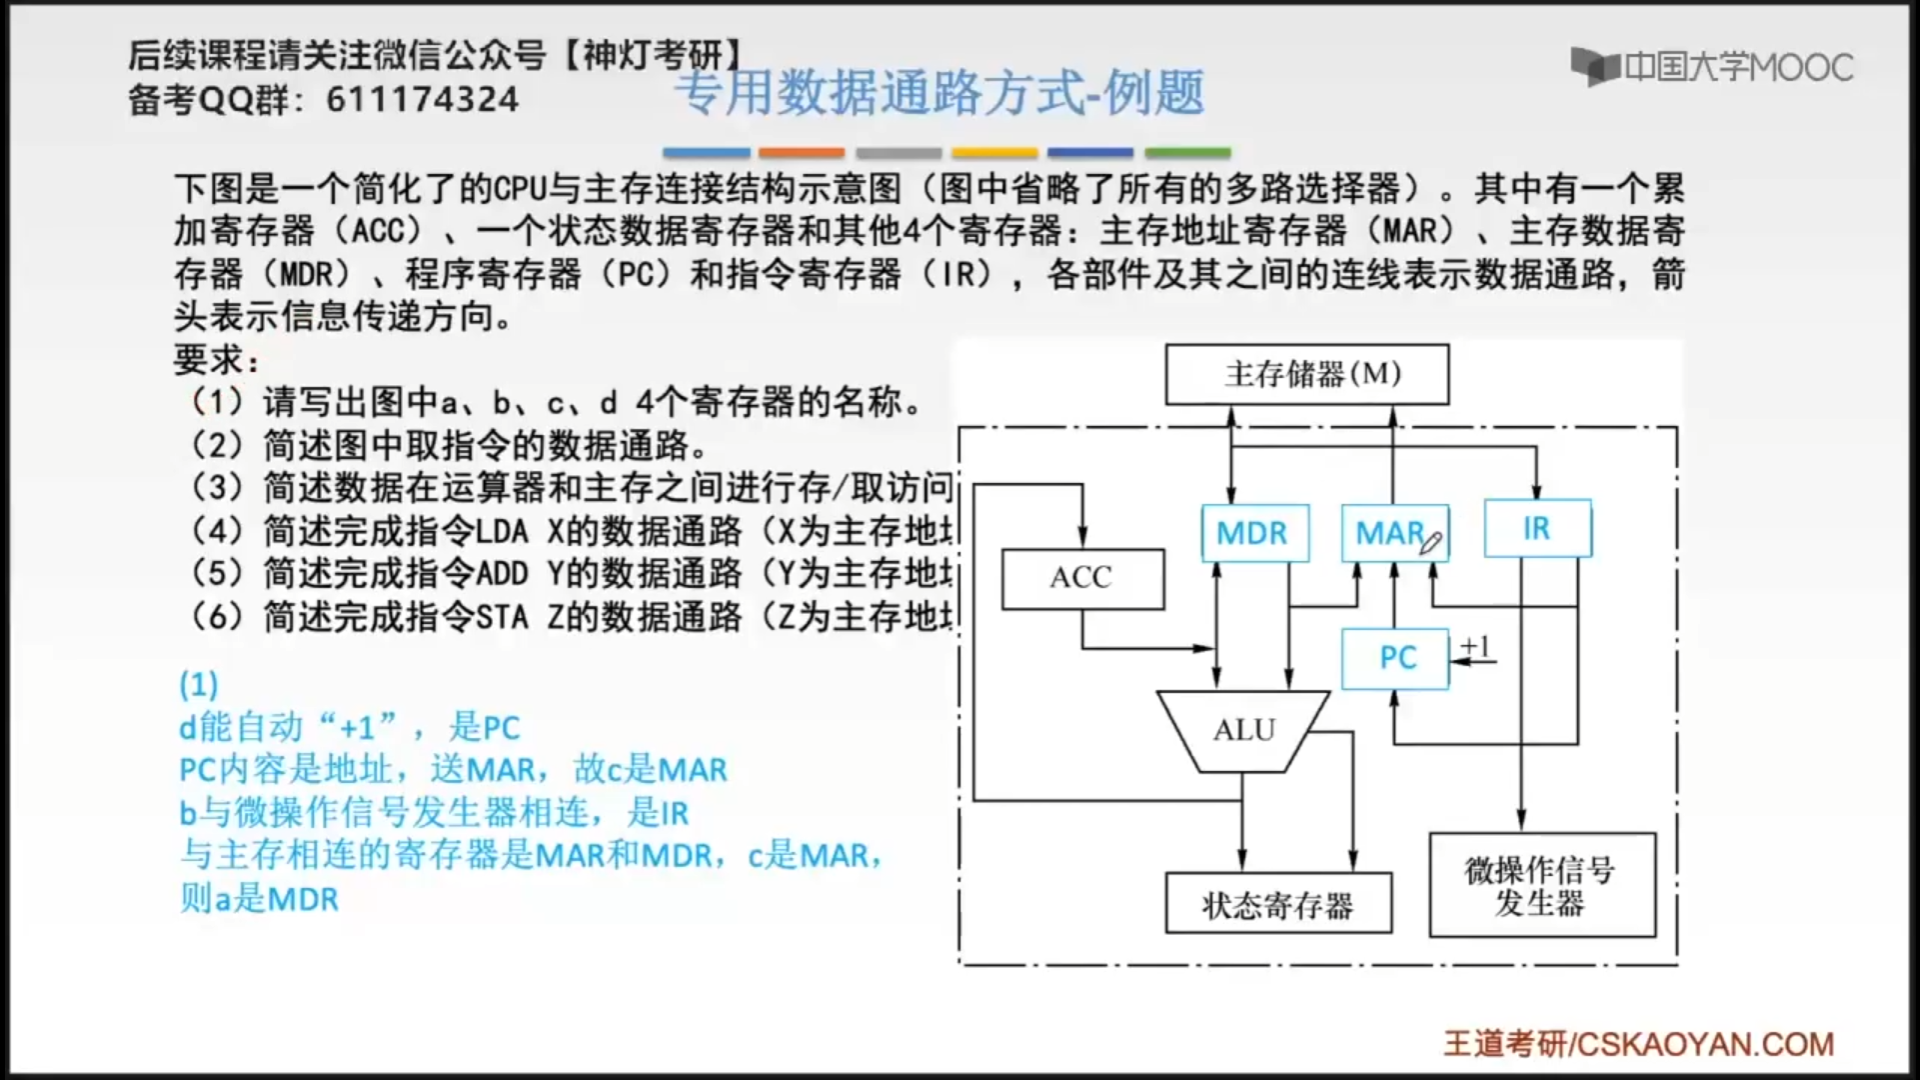 后续课程请关注微信公众号【神灯考研】
备考QQ群：611174324
中国大学MOOC
专用数据通路方式-例题
下图是一个简化了的CPU与主存连接结构示意图（图中省略了所有的多路选择器）。其中有一个累
加寄存器（ACC）、一个状态数据寄存器和其他4个寄存器：主存地址寄存器（MAR）、主存数据寄
存器（MDR）、程序寄存器（PC）和指令寄存器（IR），各部件及其之间的连线表示数据通路，箭
头表示信息传递方向。
要求：
（1）请写出图中a、b、c、d 4个寄存器的名称。
（2）简述图中取指令的数据通路。
（3）简述数据在运算器和主存之间进行存/取访问
（4）简述完成指令LDA X的数据通路（X为主存地
（5）简述完成指令ADD Y的数据通路（Y为主存地
（6）简述完成指令STA Z的数据通路（Z为主存地
(1)
d能自动“+1”，是PC
PC内容是地址，送MAR，故c是MAR
b与微操作信号发生器相连，是IR
与主存相连的寄存器是MAR和MDR，c是MAR，
则a是MDR
主存储器(M)
MDR
MAR
IR
ACC
PC
+1
ALU
状态寄存器
微操作信号
发生器
王道考研/CSKAOYAN.COM